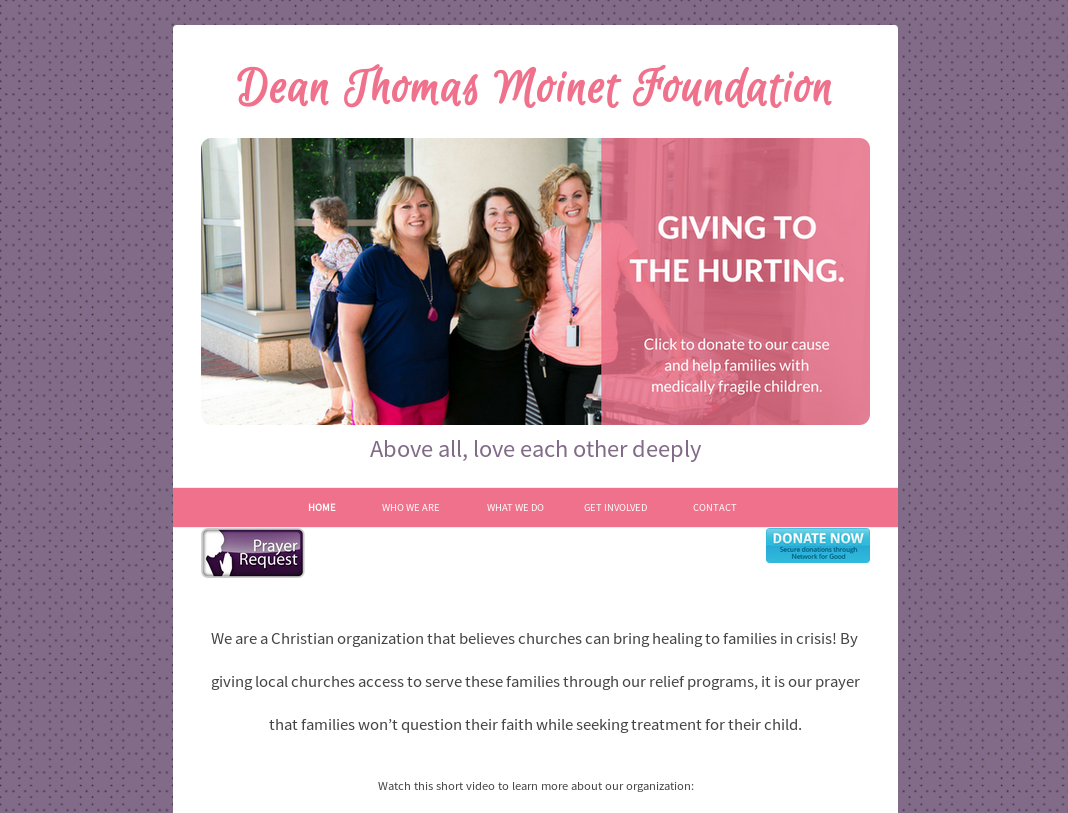 Dean Thomas Moinet Foundation
GIVING TO
THE HURTING.
Click to donate to our cause
and help families with
medically fragile children.
Above all, love each other deeply
HOME WHO WE ARE WHAT WE DO GET INVOLVED CONTACT
Prayer
Request
DONATE NOW
Secure donations through
Network for Good
We are a Christian organization that believes churches can bring healing to families in crisis! By
giving local churches access to serve these families through our relief programs, it is our prayer
that families won’t question their faith while seeking treatment for their child.
Watch this short video to learn more about our organization: